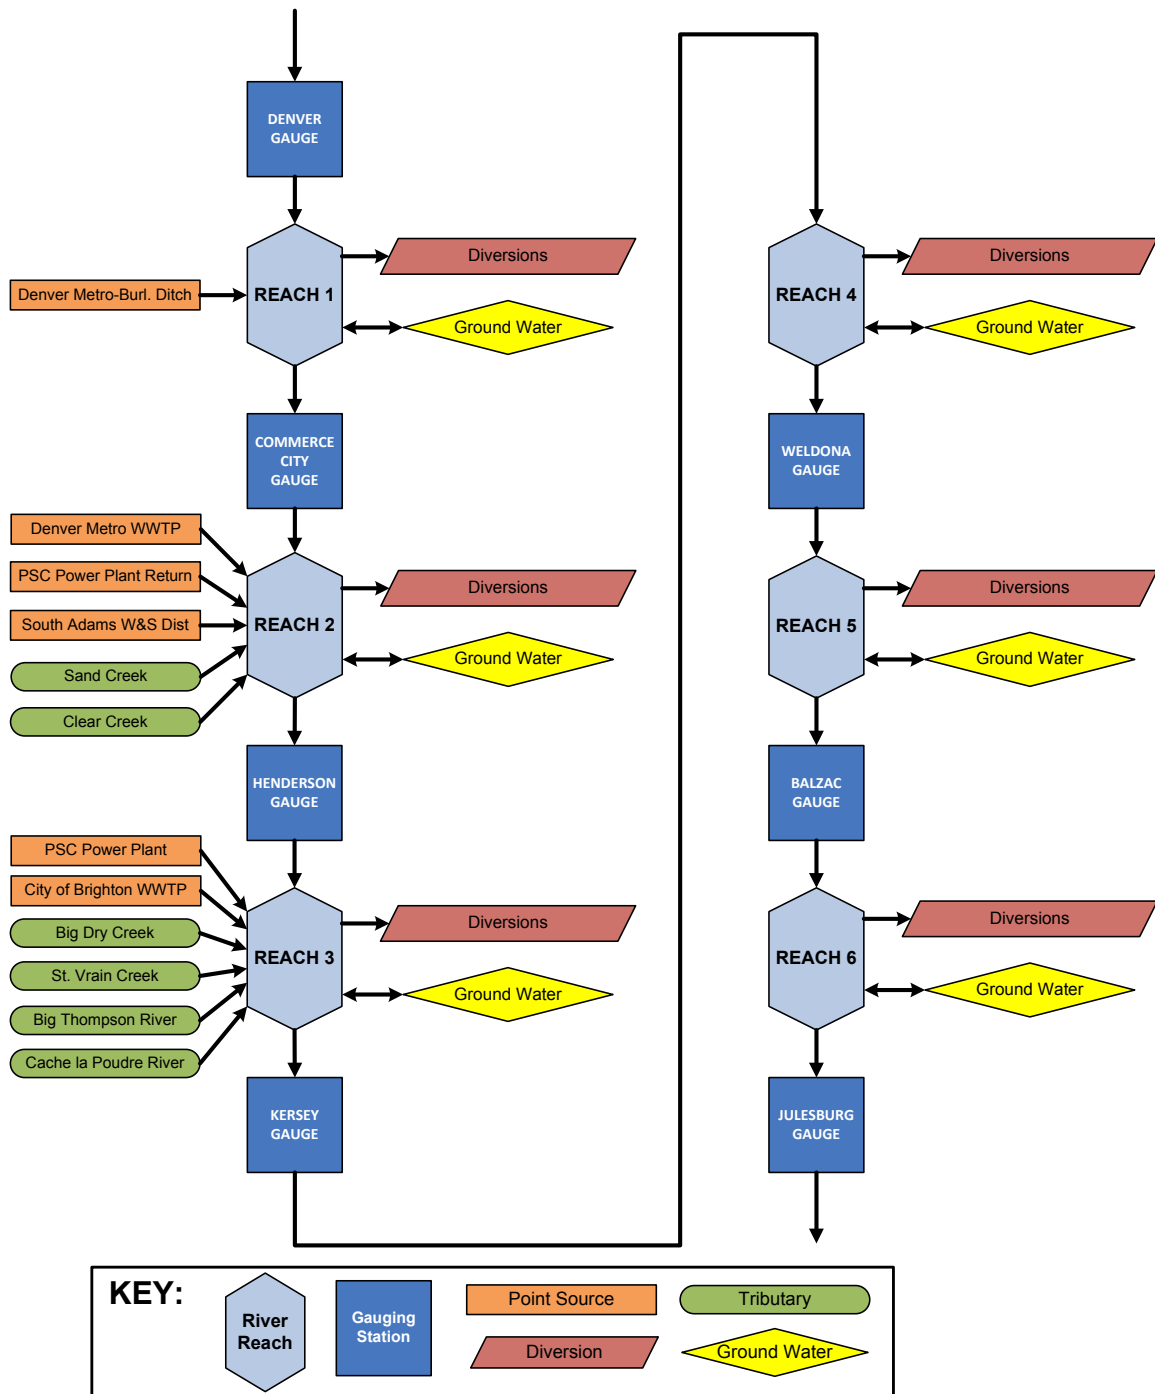 DENVER
GAUGE
REACH 1
Denver Metro-Burl. Ditch
Diversions
Ground Water
COMMERCE
CITY
GAUGE
Denver Metro WWTP
PSC Power Plant Return
South Adams W&S Dist
Sand Creek
Clear Creek
REACH 2
Diversions
Ground Water
HENDERSON
GAUGE
PSC Power Plant
City of Brighton WWTP
Big Dry Creek
St. Vrain Creek
Big Thompson River
Cache la Poudre River
REACH 3
Diversions
Ground Water
KERSEY
GAUGE
REACH 4
Diversions
Ground Water
WELDONA
GAUGE
REACH 5
Diversions
Ground Water
BALZAC
GAUGE
REACH 6
Diversions
Ground Water
JULESBURG
GAUGE
KEY:
River
Reach
Gauging
Station
Point Source
Tributary
Diversion
Ground Water